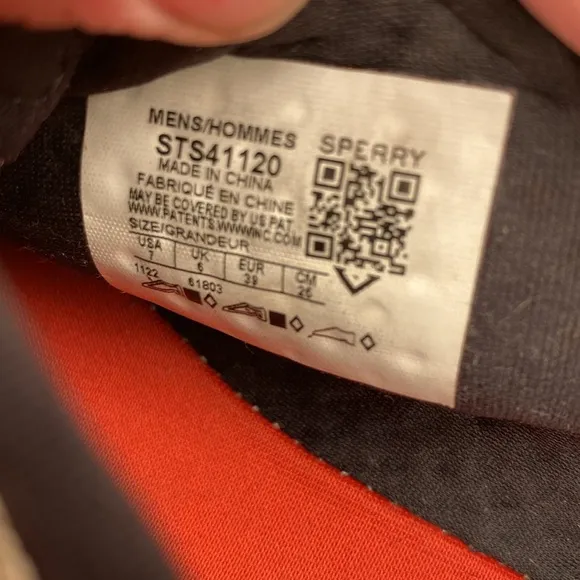 MENS/HOMMES
STS41120
MADE IN CHINA
FABRIQUÉ EN CHINE
MAY BE COVERED BY US PAT.
WWW.PATENTS.WWWINC.COM
SIZE/GRANDEUR
USA UK EUR CM
7 6 39 25
1122 61803
SPERRY